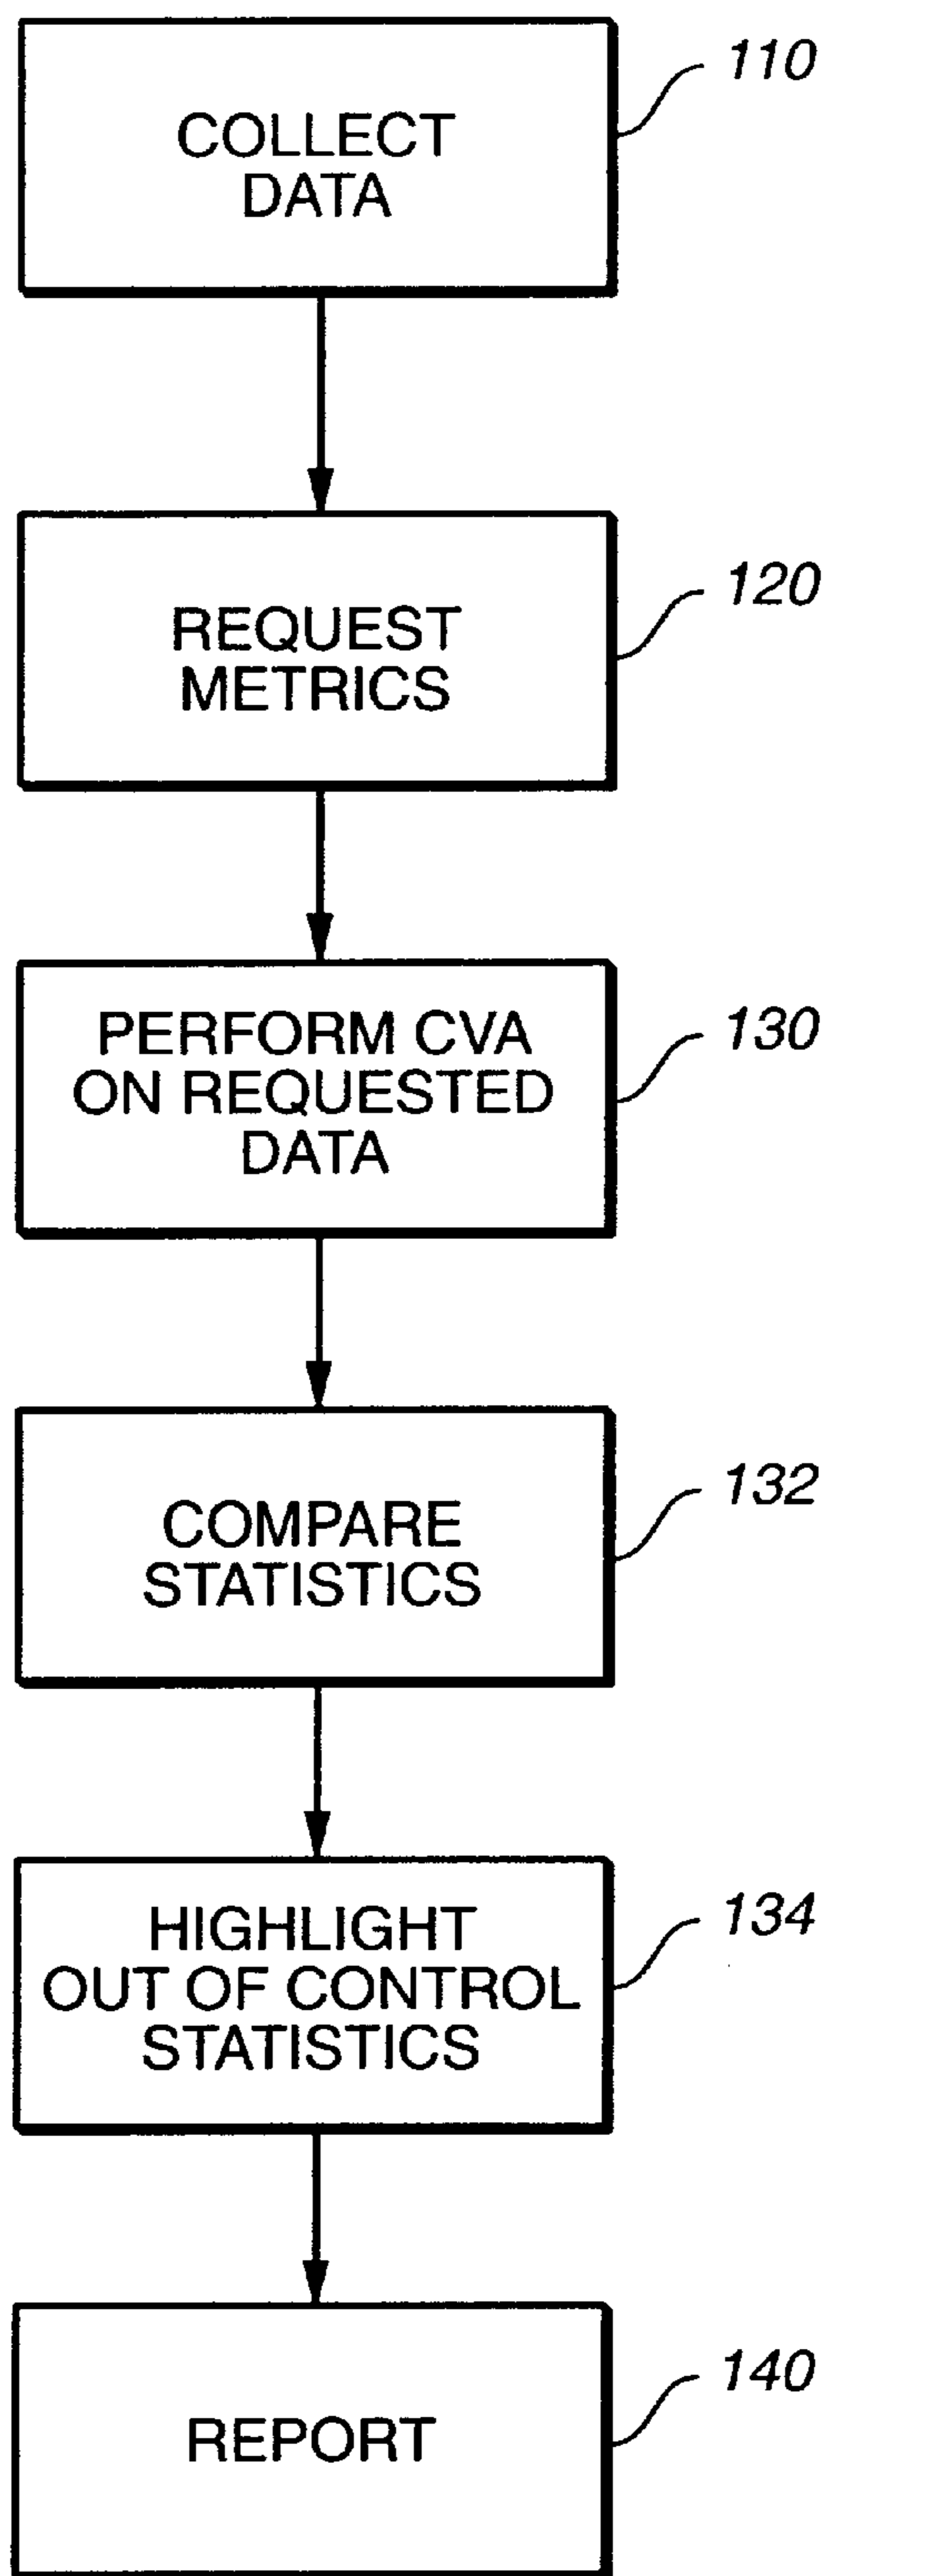 COLLECT
DATA
110
REQUEST
METRICS
120
PERFORM CVA
ON REQUESTED
DATA
130
COMPARE
STATISTICS
132
HIGHLIGHT
OUT OF CONTROL
STATISTICS
134
REPORT
140